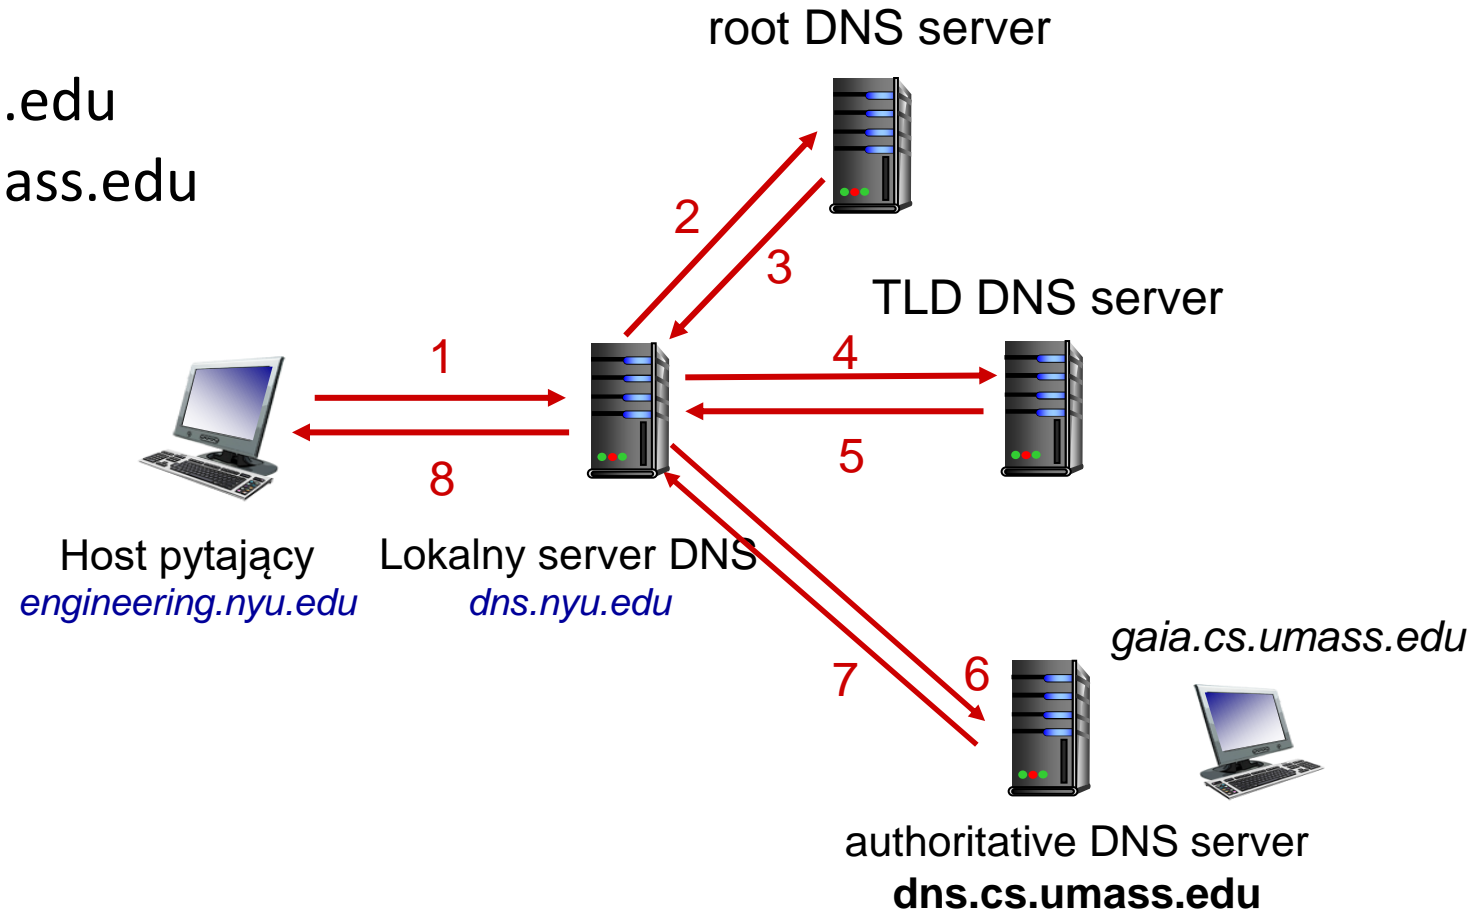 root DNS server
.edu
ass.edu
2
3
TLD DNS server
1
4
5
8
Host pytający
engineering.nyu.edu
Lokalny server DNS
dns.nyu.edu
gaia.cs.umass.edu
7
6
authoritative DNS server
dns.cs.umass.edu